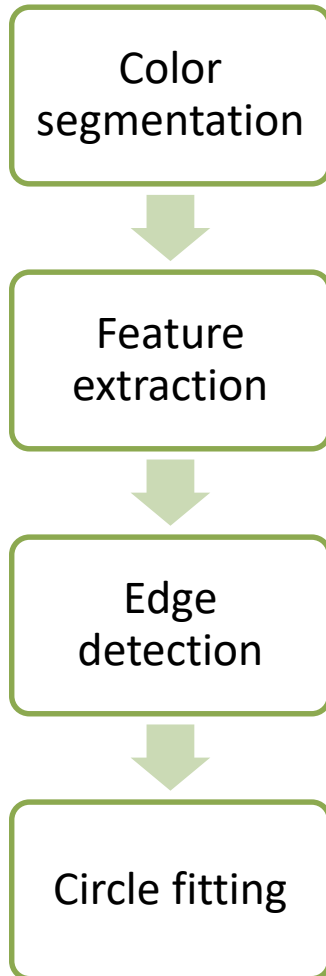 Color
segmentation
Feature
extraction
Edge
detection
Circle fitting